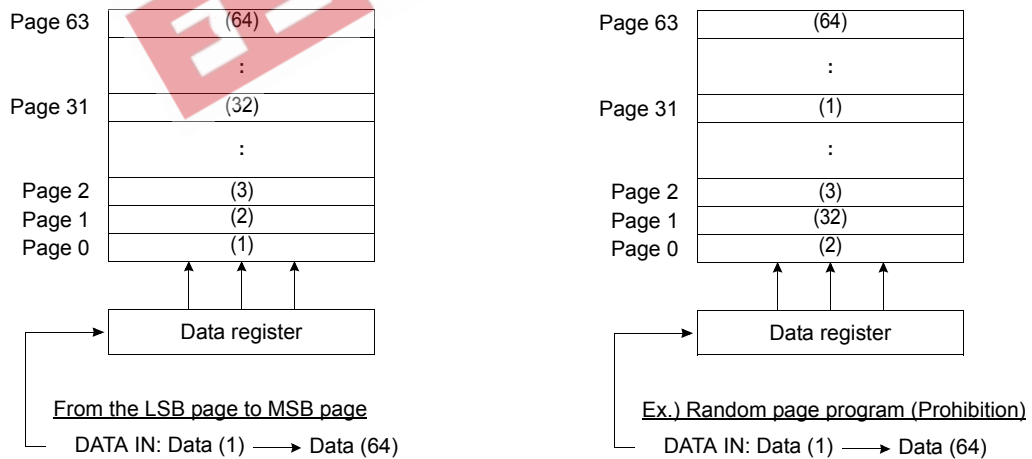 Page 63 (64)
:
Page 31 (32)
:
Page 2 (3)
Page 1 (2)
Page 0 (1)
Data register
From the LSB page to MSB page
DATA IN: Data (1) Data (64)
Page 63 (64)
:
Page 31 (1)
:
Page 2 (3)
Page 1 (32)
Page 0 (2)
Data register
Ex.) Random page program (Prohibition)
DATA IN: Data (1) Data (64)